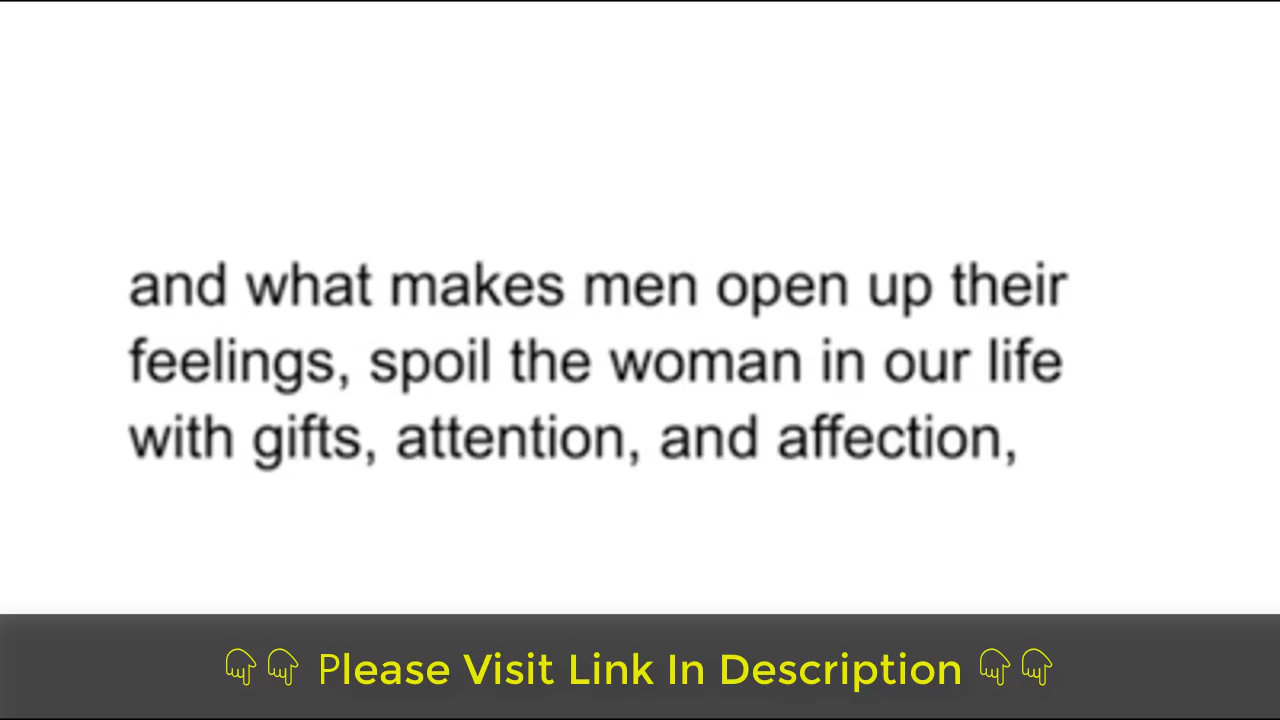 and what makes men open up their
feelings, spoil the woman in our life
with gifts, attention, and affection,
Please Visit Link In Description